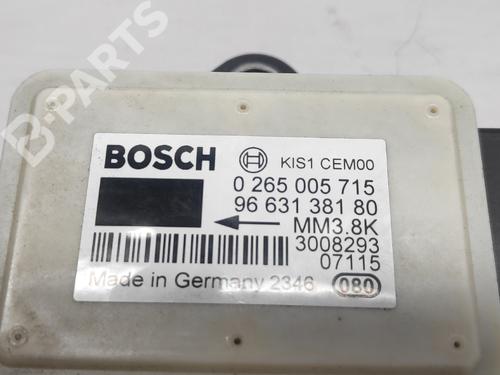 B-PARTS
BOSCH KIS1 CEM00
0 265 005 715
96 631 381 80
MM3.8K
3008293
07115
Made in Germany 2346 080